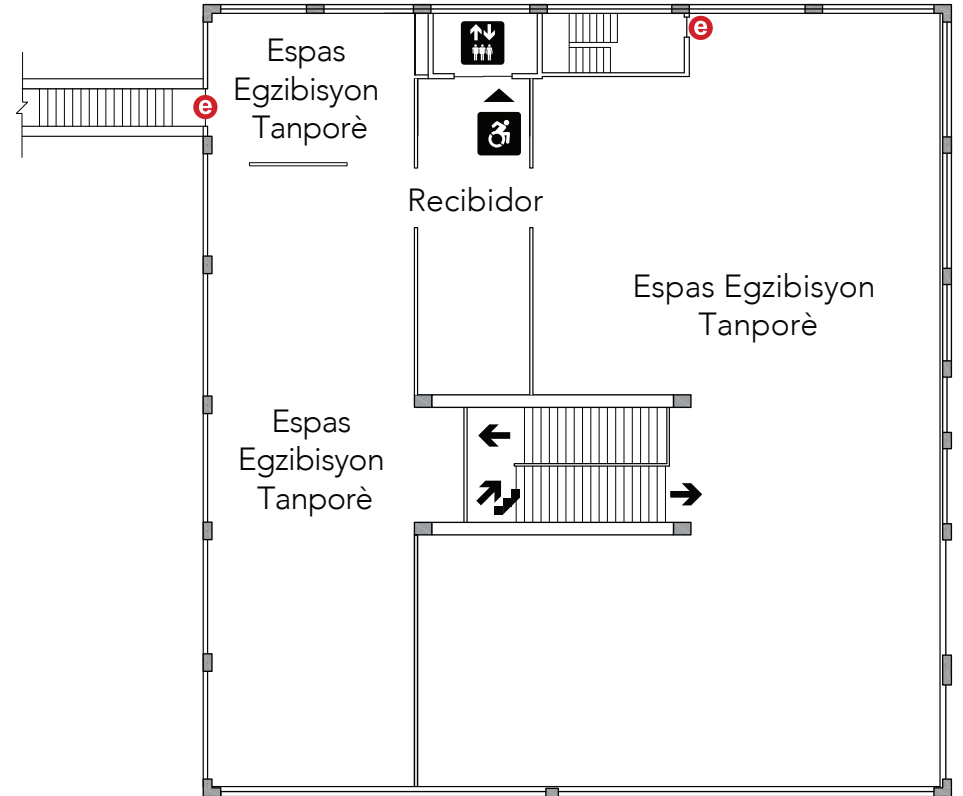 e
Espas
Egzibisyon
Tanporè
e
Recibidor
Espas Egzibisyon
Tanporè
Espas
Egzibisyon
Tanporè